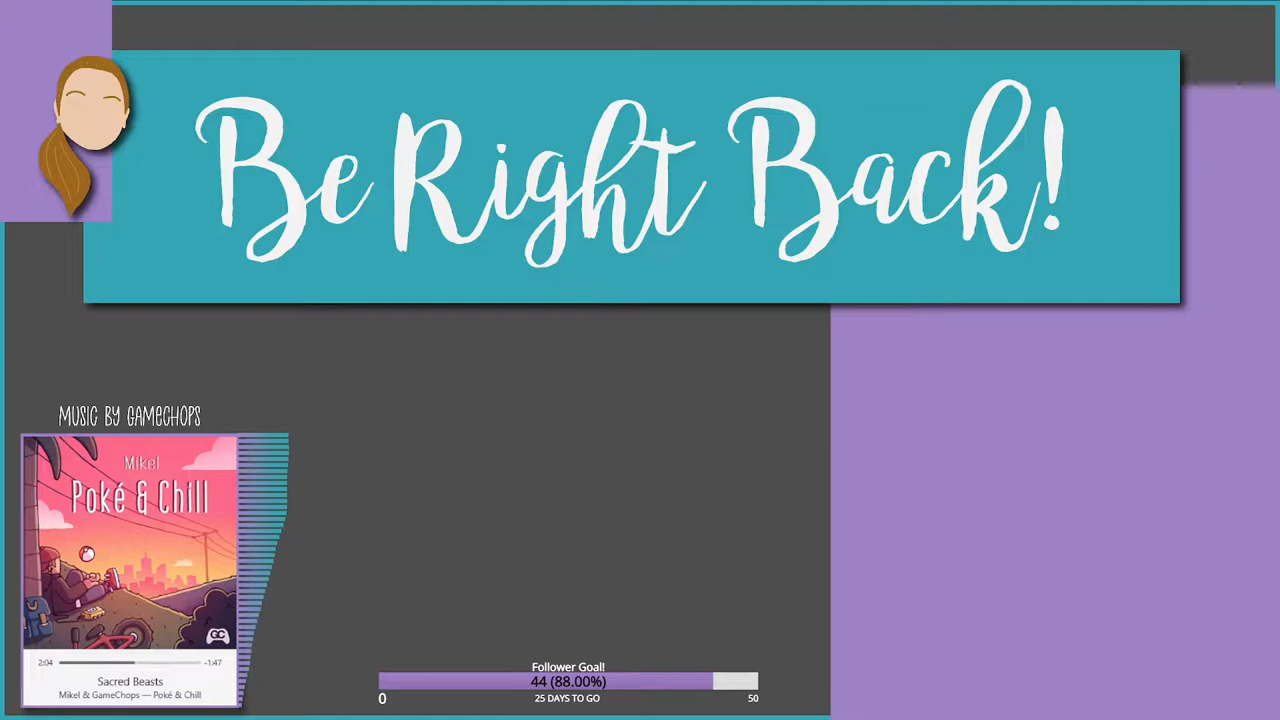 Be Right Back!
MUSIC BY GAMECHOPS
Mikel
Poké & Chill
GC
2:04 -1:47
Sacred Beasts
Mikel & GameChops — Poké & Chill
Follower Goal!
44 (88.00%)
0 25 DAYS TO GO 50